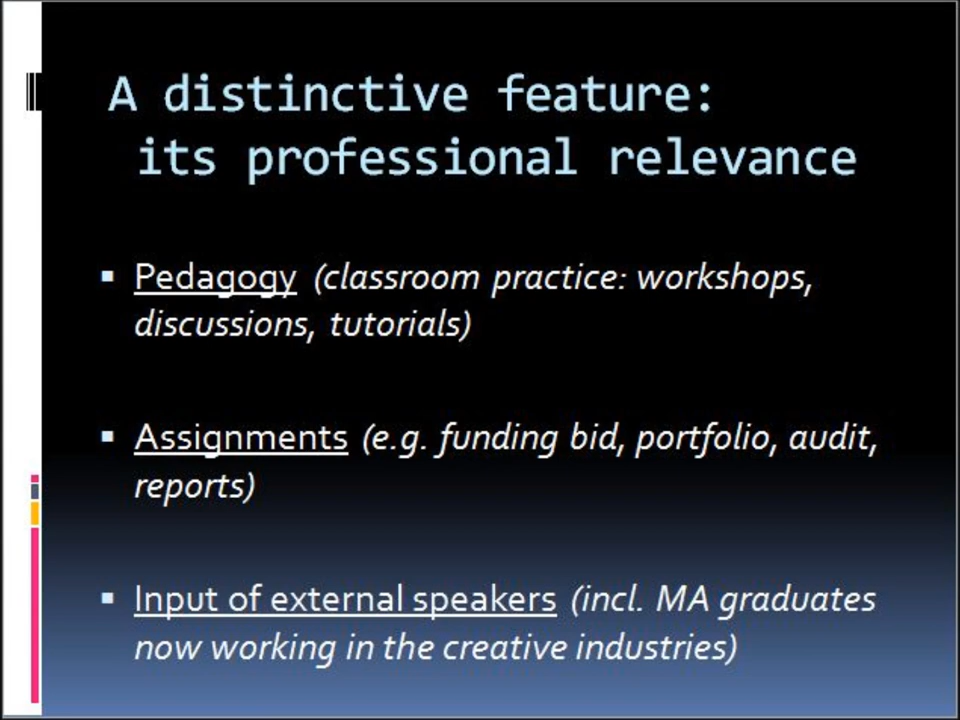 A distinctive feature:
its professional relevance
▪ Pedagogy (classroom practice: workshops,
discussions, tutorials)
▪ Assignments (e.g. funding bid, portfolio, audit,
reports)
▪ Input of external speakers (incl. MA graduates
now working in the creative industries)